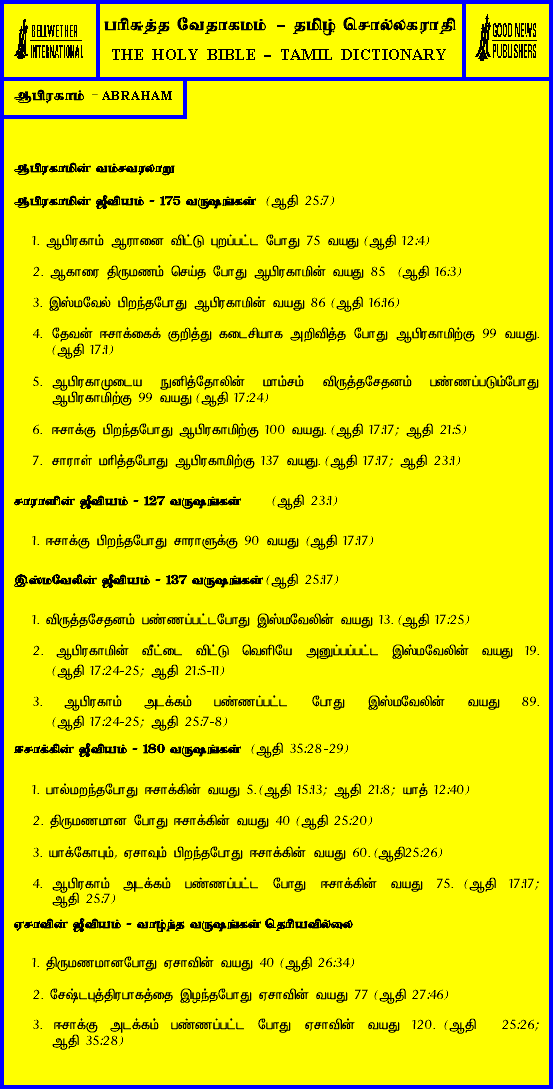 BELLWETHER
INTERNATIONAL
பரிசுத்த வேதாகமம் – தமிழ் சொல்லகராதி
THE HOLY BIBLE – TAMIL DICTIONARY
GOOD NEWS
PUBLISHERS
ஆபிரகாம் – ABRAHAM
ஆபிரகாமின் வம்சவரலாறு
ஆபிரகாமின் ஜீவியம் - 175 வருஷங்கள் (ஆதி 25:7)
1. ஆபிரகாம் ஆரானை விட்டு புறப்பட்ட போது 75 வயது (ஆதி 12:4)
2. ஆகாரை திருமணம் செய்த போது ஆபிரகாமின் வயது 85 (ஆதி 16:3)
3. இஸ்மவேல் பிறந்தபோது ஆபிரகாமின் வயது 86 (ஆதி 16:16)
4. தேவன் ஈசாக்கைக் குறித்து கடைசியாக அறிவித்த போது ஆபிரகாமிற்கு 99 வயது.
(ஆதி 17:1)
5. ஆபிரகாமுடைய நுனித்தோலின் மாம்சம் விருத்தசேதனம் பண்ணப்படும்போது
ஆபிரகாமிற்கு 99 வயது (ஆதி 17:24)
6. ஈசாக்கு பிறந்தபோது ஆபிரகாமிற்கு 100 வயது. (ஆதி 17:17; ஆதி 21:5)
7. சாராள் மரித்தபோது ஆபிரகாமிற்கு 137 வயது. (ஆதி 17:17; ஆதி 23:1)
சாராளின் ஜீவியம் - 127 வருஷங்கள் (ஆதி 23:1)
1. ஈசாக்கு பிறந்தபோது சாராளுக்கு 90 வயது (ஆதி 17:17)
இஸ்மவேலின் ஜீவியம் - 137 வருஷங்கள் (ஆதி 25:17)
1. விருத்தசேதனம் பண்ணப்பட்டபோது இஸ்மவேலின் வயது 13. (ஆதி 17:25)
2. ஆபிரகாமின் வீட்டை விட்டு வெளியே அனுப்பப்பட்ட இஸ்மவேலின் வயது 19.
(ஆதி 17:24-25; ஆதி 21:5-11)
3. ஆபிரகாம் அடக்கம் பண்ணப்பட்ட போது இஸ்மவேலின் வயது 89.
(ஆதி 17:24-25; ஆதி 25:7-8)
ஈசாக்கின் ஜீவியம் - 180 வருஷங்கள் (ஆதி 35:28-29)
1. பால்மறந்தபோது ஈசாக்கின் வயது 5. (ஆதி 15:13; ஆதி 21:8; யாத் 12:40)
2. திருமணமான போது ஈசாக்கின் வயது 40 (ஆதி 25:20)
3. யாக்கோபும், ஏசாவும் பிறந்தபோது ஈசாக்கின் வயது 60. (ஆதி25:26)
4. ஆபிரகாம் அடக்கம் பண்ணப்பட்ட போது ஈசாக்கின் வயது 75. (ஆதி 17:17;
ஆதி 25:7)
ஏசாவின் ஜீவியம் - வாழ்ந்த வருஷங்கள் தெரியவில்லை
1. திருமணமானபோது ஏசாவின் வயது 40 (ஆதி 26:34)
2. சேஷ்டபுத்திரபாகத்தை இழந்தபோது ஏசாவின் வயது 77 (ஆதி 27:46)
3. ஈசாக்கு அடக்கம் பண்ணப்பட்ட போது ஏசாவின் வயது 120. (ஆதி 25:26;
ஆதி 35:28)